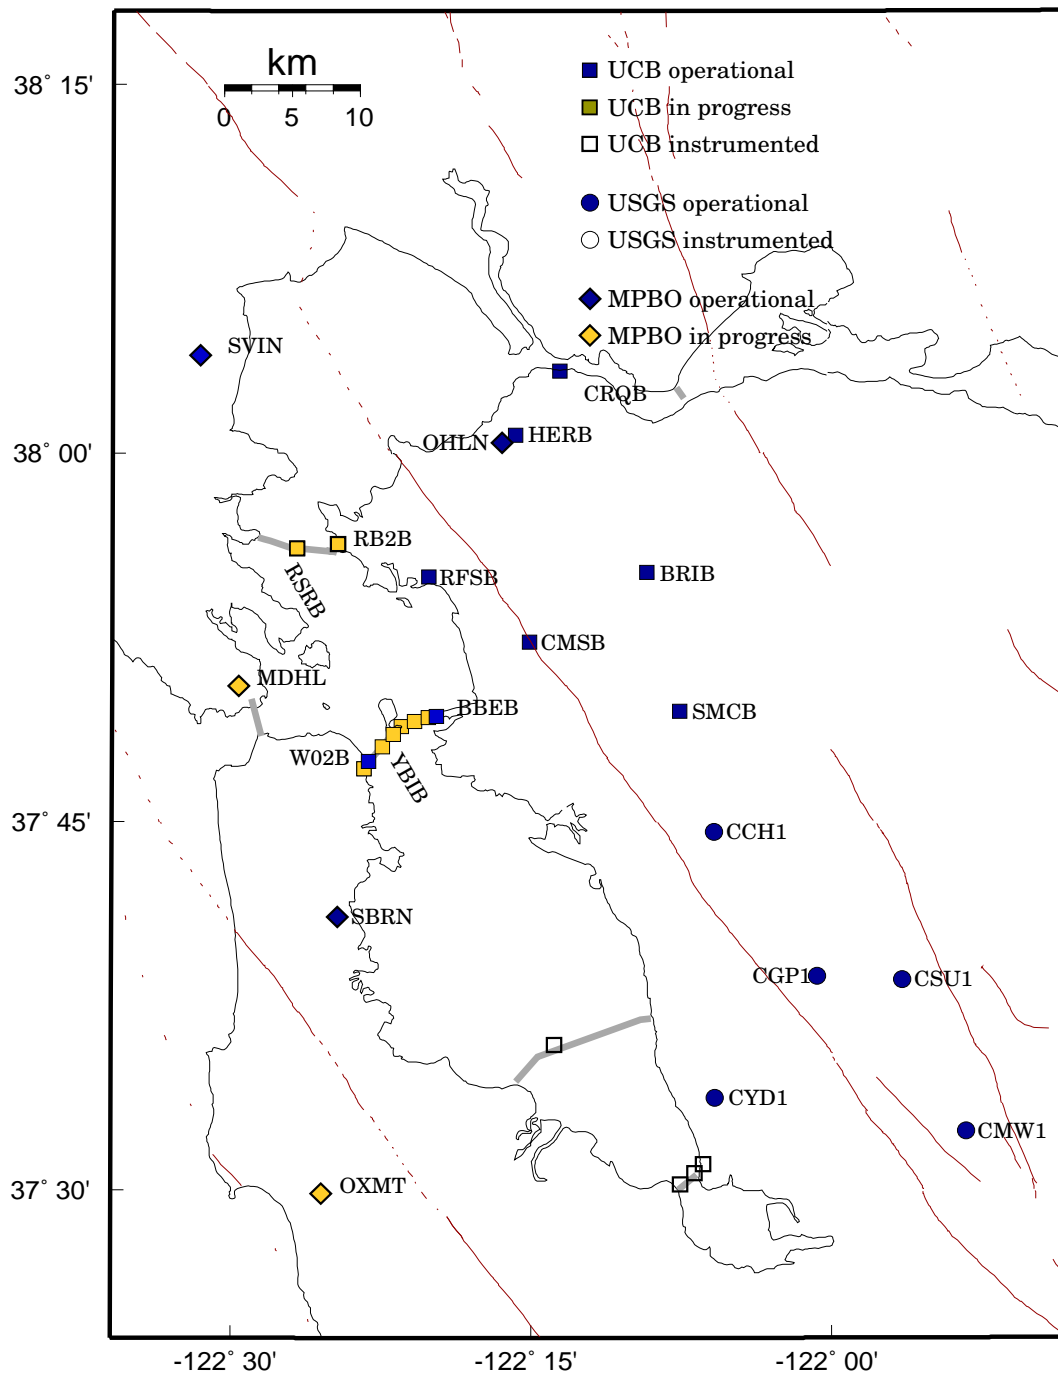 km
0 5 10
UCB operational
UCB in progress
UCB instrumented
USGS operational
USGS instrumented
MPBO operational
MPBO in progress
38° 15'
38° 00'
37° 45'
37° 30'
SVIN
CRQB
OHLN
HERB
RB2B
RSRB
RFSB
BRIB
CMSB
MDHL
BBEB
SMCB
W02B
YBIB
CCH1
SBRN
CGP1
CSU1
CYD1
CMW1
OXMT
-122° 30'
-122° 15'
-122° 00'